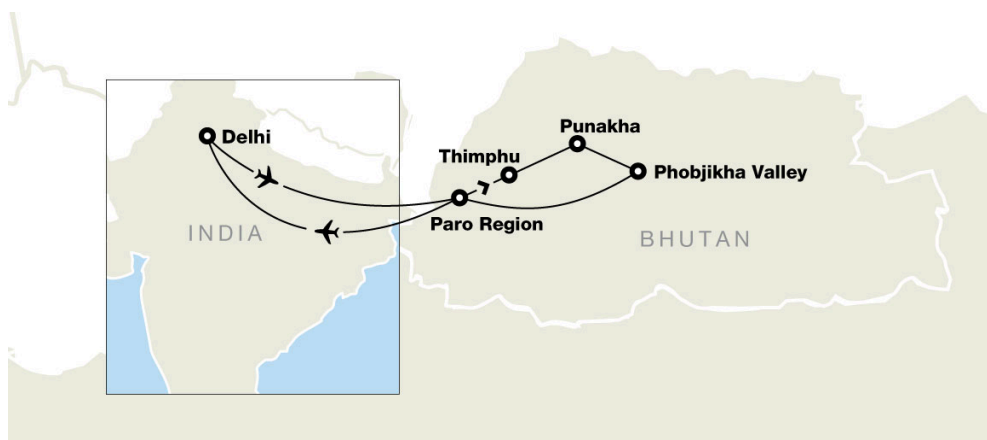 Delhi
INDIA
Punakha
Thimphu
Phobjikha Valley
Paro Region
BHUTAN